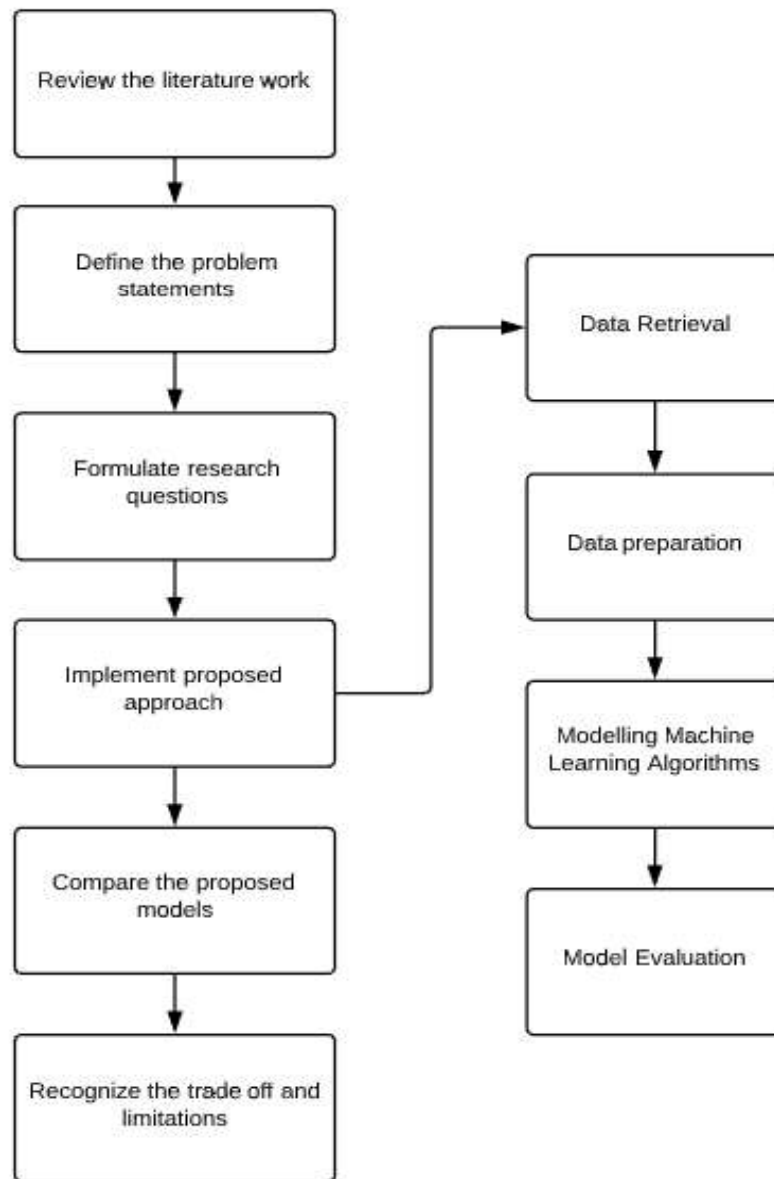 Review the literature work
Define the problem
statements
Formulate research
questions
Implement proposed
approach
Compare the proposed
models
Recognize the trade off and
limitations
Data Retrieval
Data preparation
Modelling Machine
Learning Algorithms
Model Evaluation